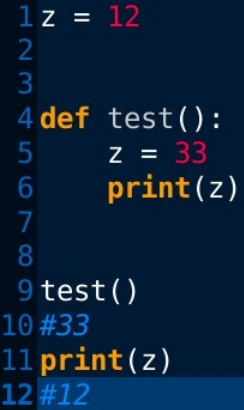 1 z = 12
2
3
4 def test():
5     z = 33
6     print(z)
7
8
9 test()
10 #33
11 print(z)
12 #12